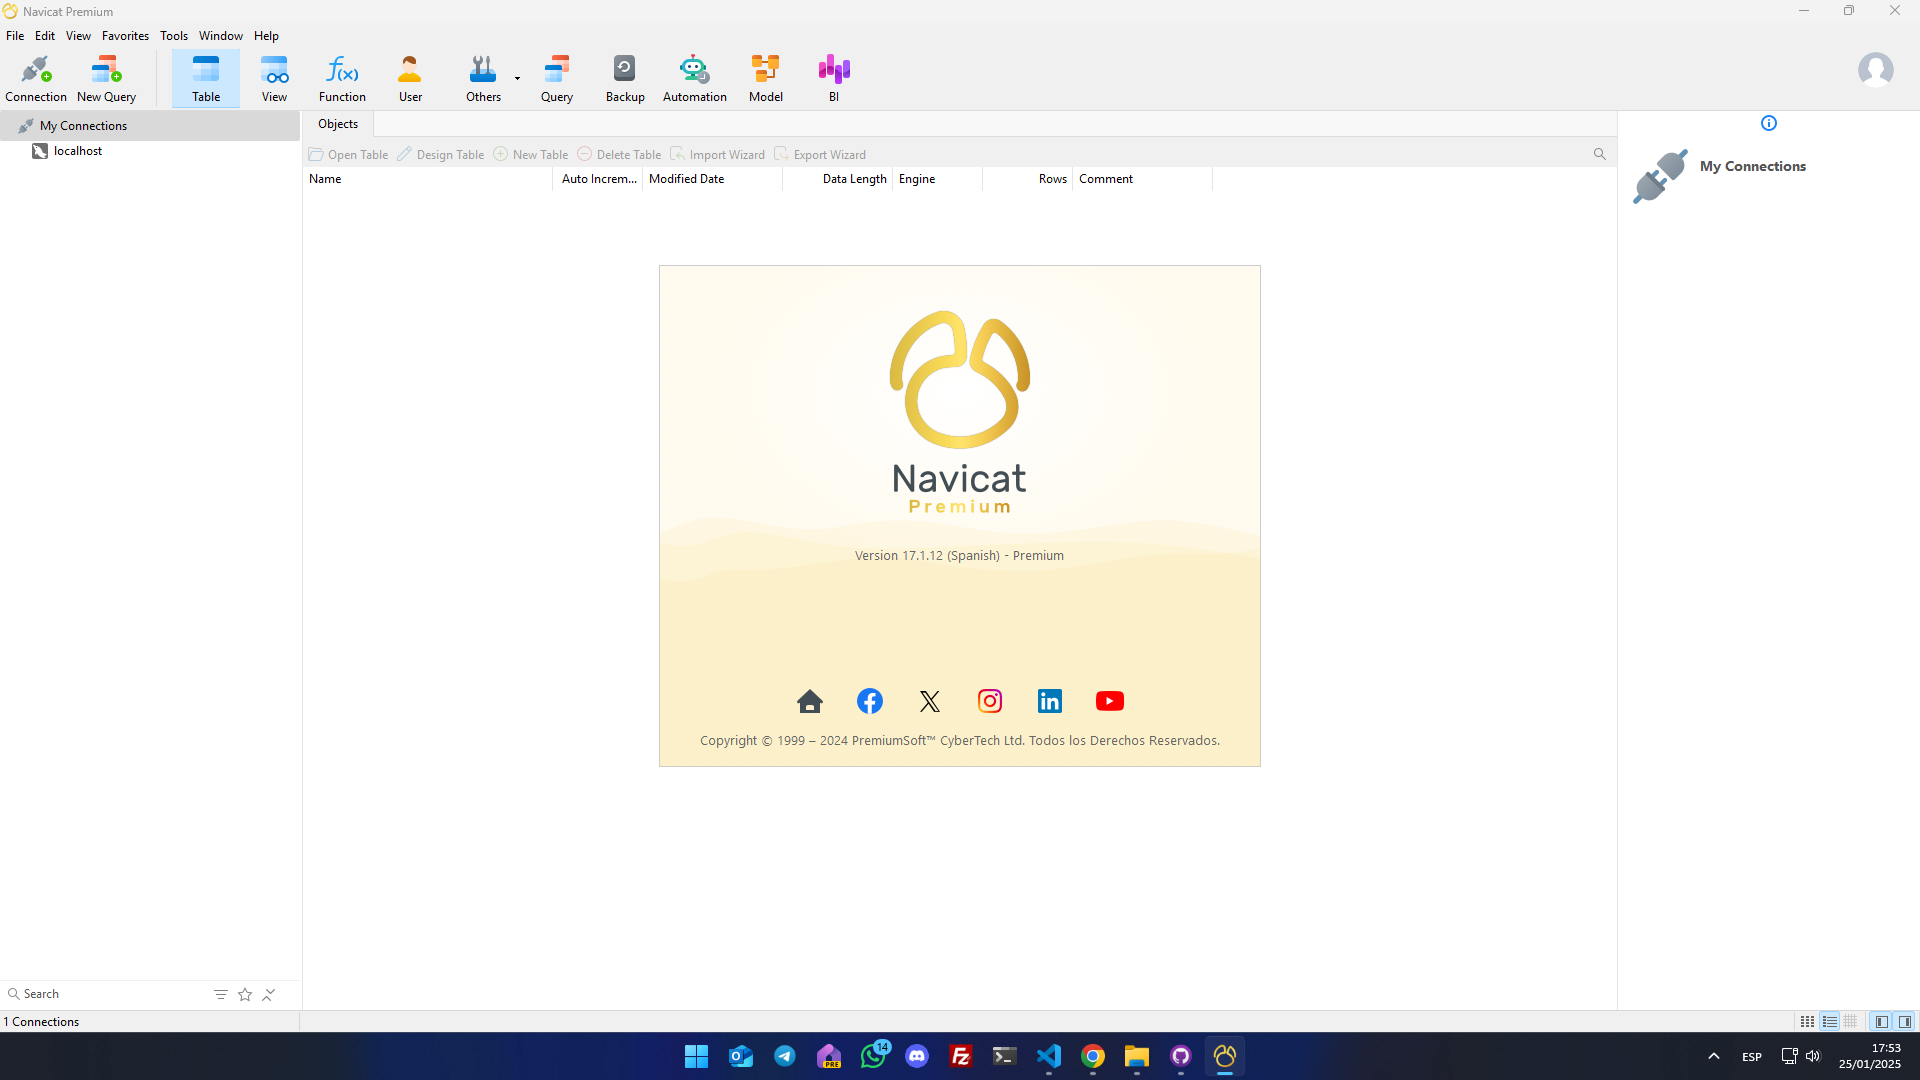 Navicat Premium
File Edit View Favorites Tools Window Help
Connection New Query Table View Function User Others Query Backup Automation Model BI
My Connections
localhost
Objects
Open Table Design Table New Table Delete Table Import Wizard Export Wizard
Name Auto Increm... Modified Date Data Length Engine Rows Comment
My Connections
Navicat
Premium
Version 17.1.12 (Spanish) - Premium
Copyright © 1999 – 2024 PremiumSoft™ CyberTech Ltd. Todos los Derechos Reservados.
Search
1 Connections
PRE
14
ESP
17:53
25/01/2025